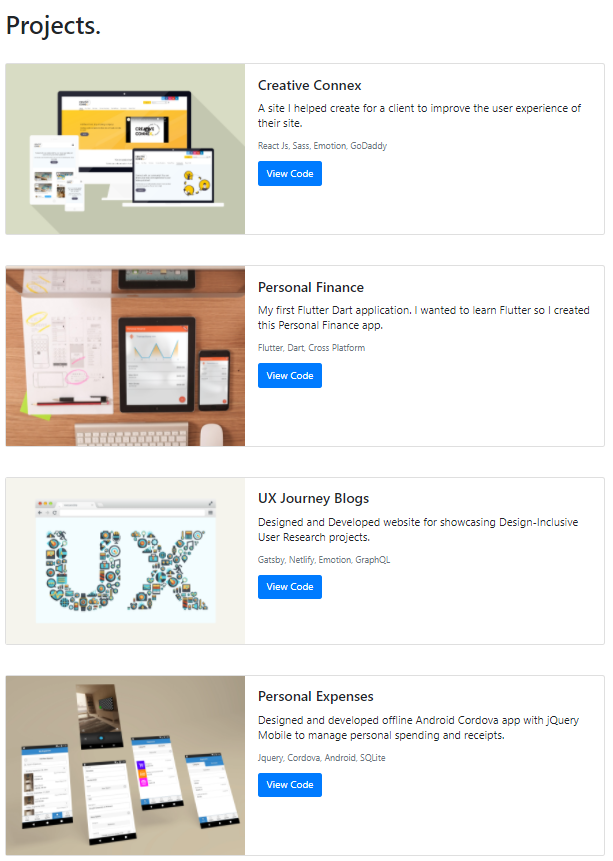 Projects.
Creative Connex
A site I helped create for a client to improve the user experience of
their site.
React Js, Sass, Emotion, GoDaddy
View Code
Personal Finance
My first Flutter Dart application. I wanted to learn Flutter so I created
this Personal Finance app.
Flutter, Dart, Cross Platform
View Code
UX
UX Journey Blogs
Designed and Developed website for showcasing Design-Inclusive
User Research projects.
Gatsby, Netlify, Emotion, GraphQL
View Code
Personal Expenses
Designed and developed offline Android Cordova app with jQuery
Mobile to manage personal spending and receipts.
Jquery, Cordova, Android, SQLite
View Code